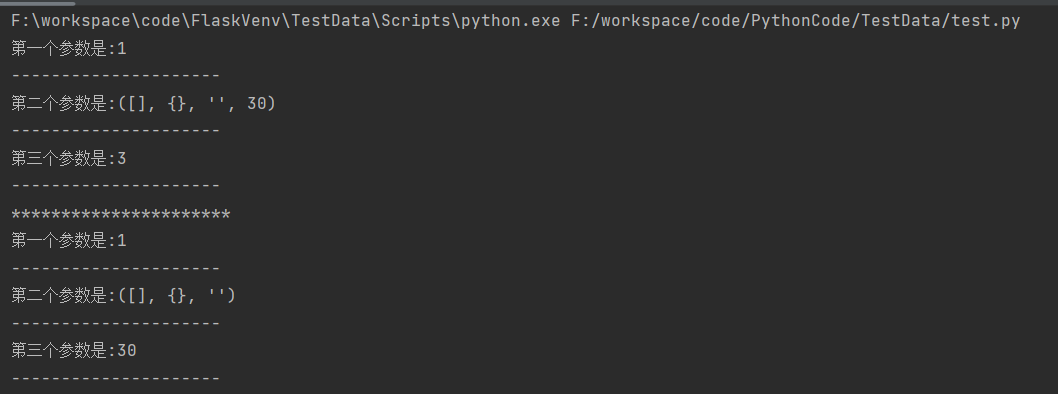 F:\workspace\code\FlaskVenv\TestData\Scripts\python.exe F:/workspace/code/PythonCode/TestData/test.py
第一个参数是:1
---------------------
第二个参数是:([], {}, '', 30)
---------------------
第三个参数是:3
---------------------
**********************
第一个参数是:1
---------------------
第二个参数是:([], {}, '')
---------------------
第三个参数是:30
---------------------